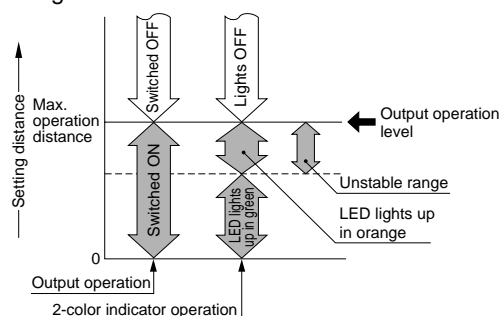 Setting distance
Max.
operation
distance
0
Switched OFF
Lights OFF
Switched ON
LED lights
up in green
Output operation
level
Unstable range
LED lights up
in orange
Output operation
2-color indicator operation